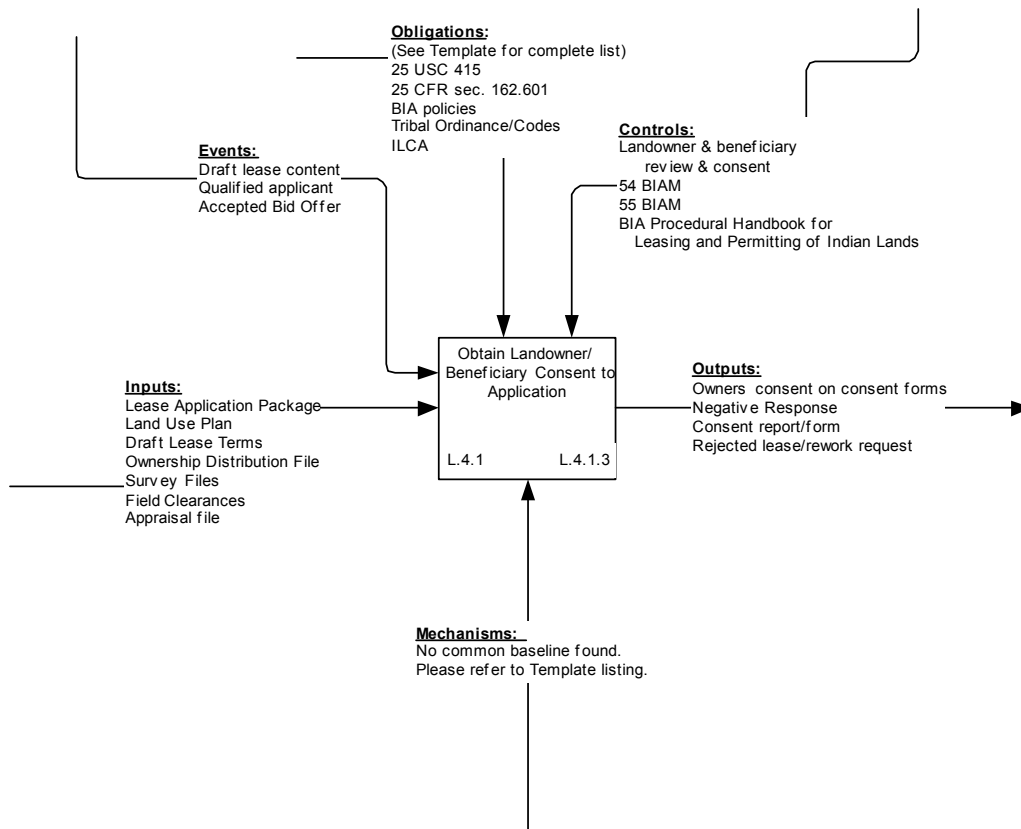 Obligations:
(See Template for complete list)
25 USC 415
25 CFR sec. 162.601
BIA policies
Tribal Ordinance/Codes
ILCA
Controls:
Landowner & beneficiary
review & consent
54 BIAM
55 BIAM
BIA Procedural Handbook for
Leasing and Permitting of Indian Lands
Events:
Draft lease content
Qualified applicant
Accepted Bid Offer
Obtain Landowner/
Beneficiary Consent to
Application
L.4.1 L.4.1.3
Inputs:
Lease Application Package
Land Use Plan
Draft Lease Terms
Ownership Distribution File
Survey Files
Field Clearances
Appraisal file
Outputs:
Owners consent on consent forms
Negative Response
Consent report/form
Rejected lease/rework request
Mechanisms:
No common baseline found.
Please refer to Template listing.